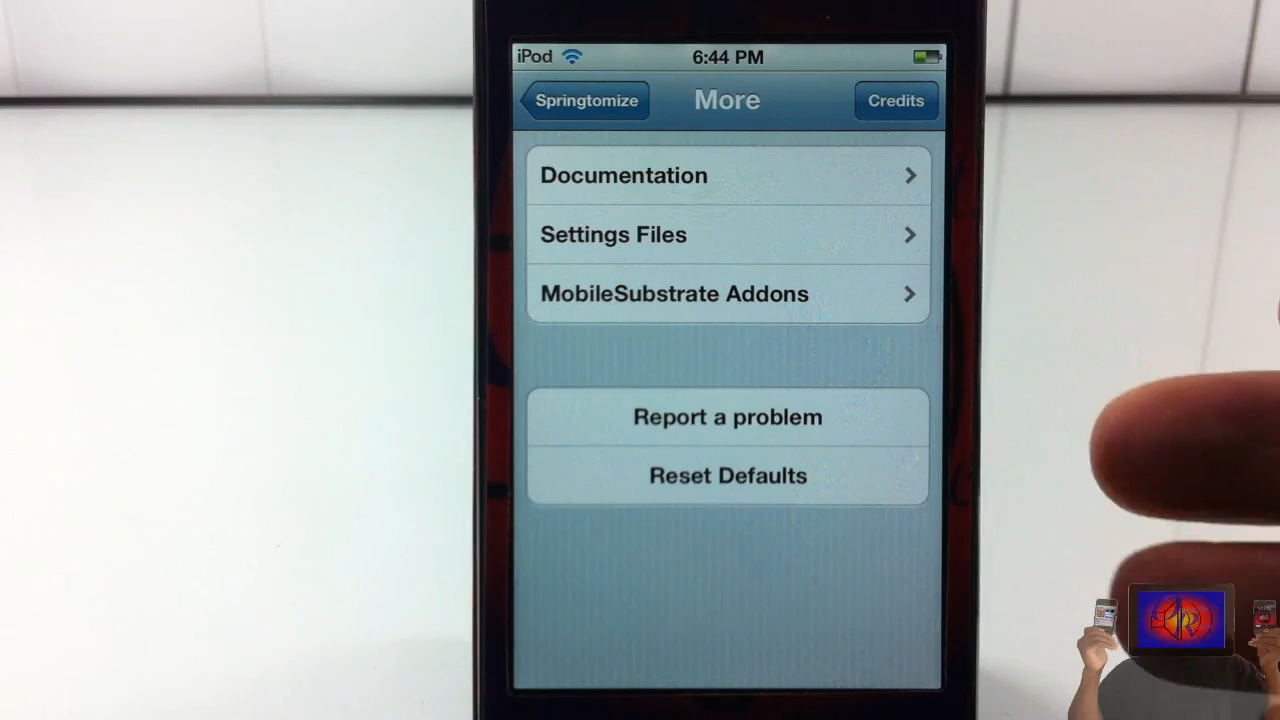 iPod 6:44 PM
Springtomize More Credits
Documentation
Settings Files
MobileSubstrate Addons
Report a problem
Reset Defaults